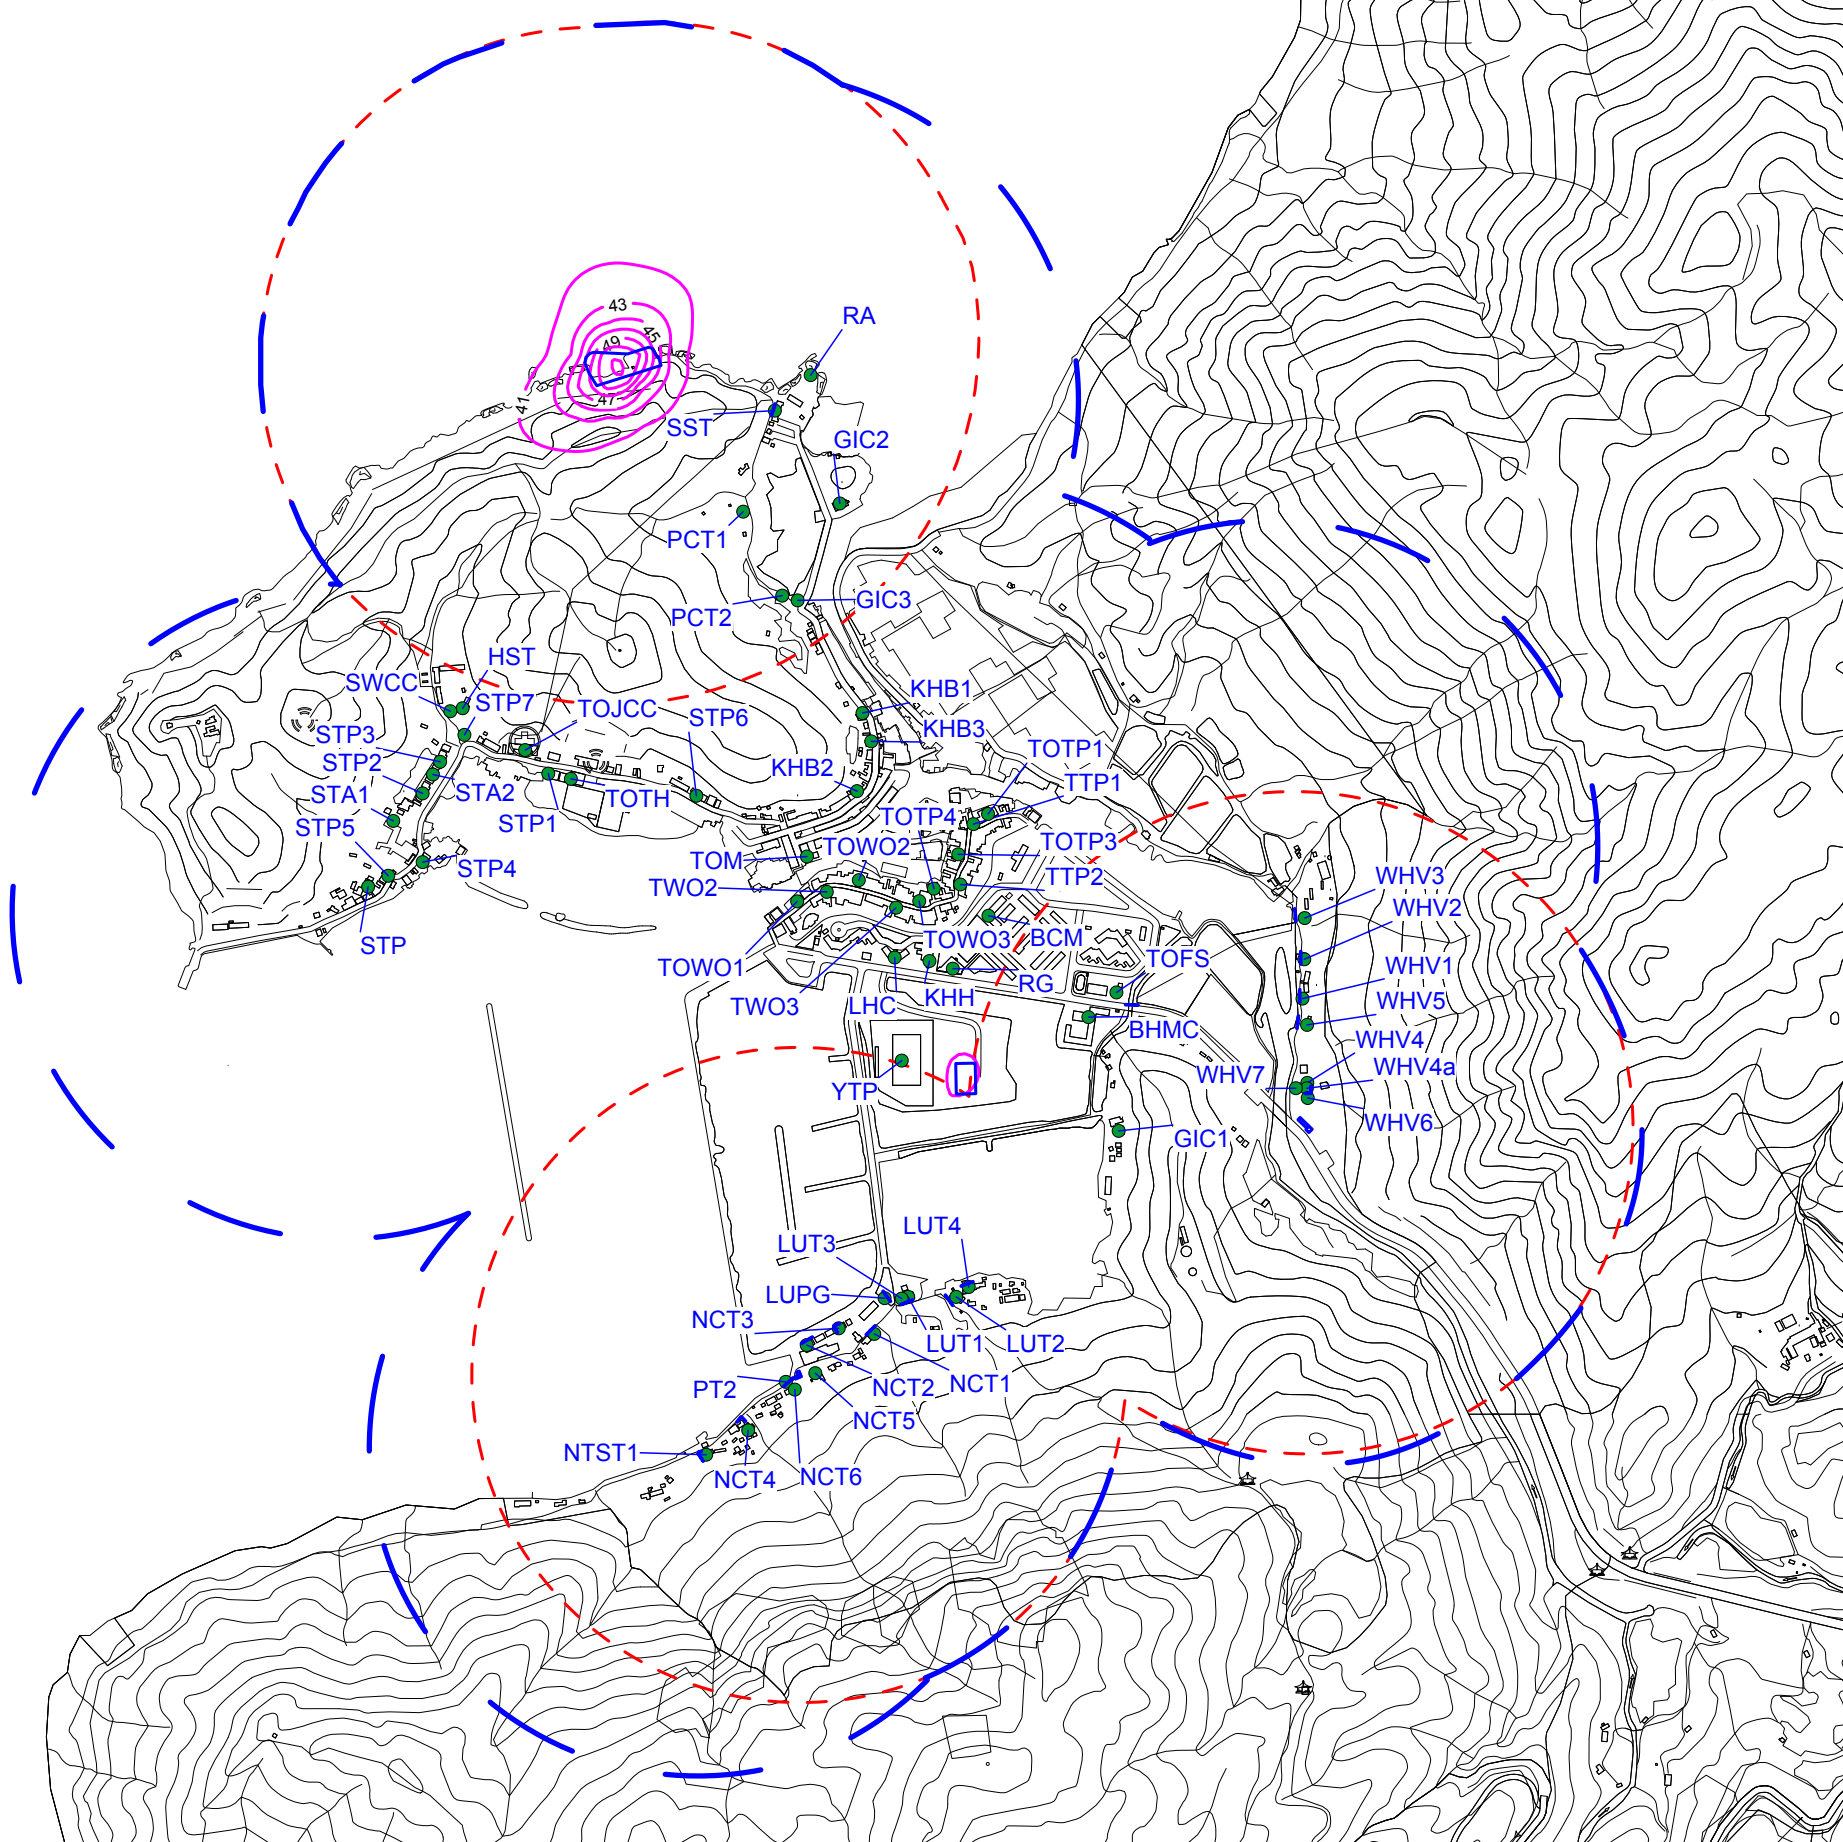 43
45
RA
49
47
41
SST
GIC2
PCT1
GIC3
PCT2
HST
SWCC
STP7
TOJCC
STP6
KHB1
STP3
KHB3
TOTP1
STP2
KHB2
TTP1
STA1
STA2
TOTH
STP5
STP1
TOTP4
TOTP3
TOM
TOWO2
STP4
TWO2
TTP2
WHV3
WHV2
STP
TOWO3
BCM
TOFS
TOWO1
WHV1
TWO3
LHC
KHH
RG
WHV5
BHMC
WHV4
WHV7
WHV4a
YTP
WHV6
GIC1
LUT4
LUT3
LUPG
NCT3
LUT1
LUT2
PT2
NCT2
NCT1
NCT5
NTST1
NCT4
NCT6